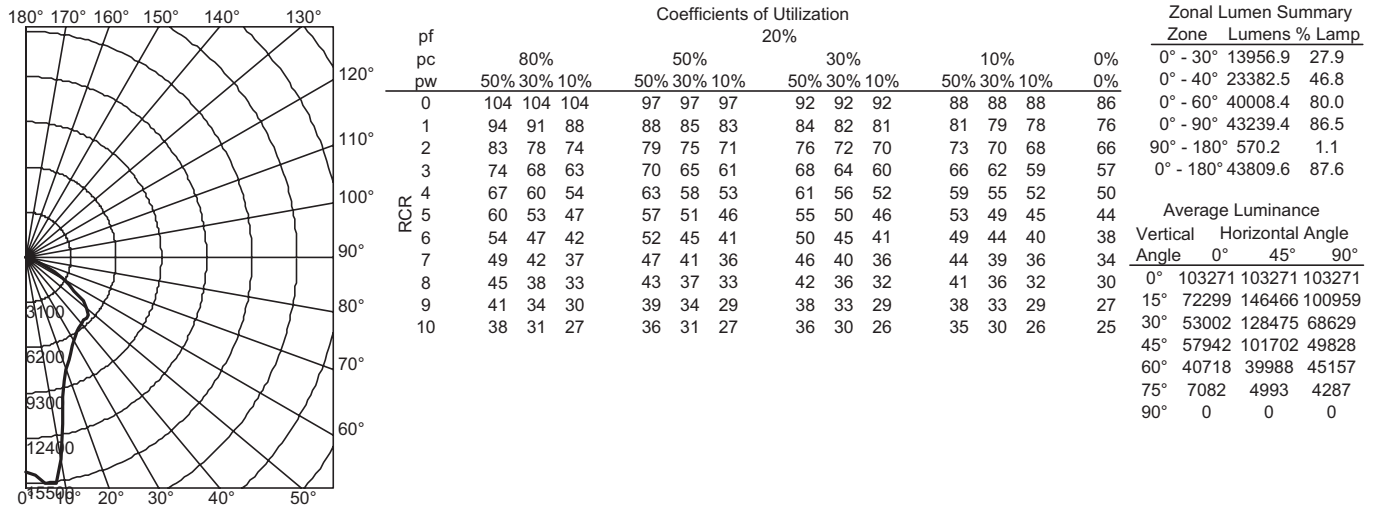 180° 170° 160° 150° 140° 130°
120°
110°
100°
90°
80°
70°
60°
3100
6200
9300
12400
15500
0° 10° 20° 30° 40° 50°
Coefficients of Utilization
pf 20%
pc 80% 50% 30% 10% 0%
pw 50% 30% 10% 50% 30% 10% 50% 30% 10% 50% 30% 10% 0%
RCR
0 104 104 104 97 97 97 92 92 92 88 88 88 86
1 94 91 88 88 85 83 84 82 81 81 79 78 76
2 83 78 74 79 75 71 76 72 70 73 70 68 66
3 74 68 63 70 65 61 68 64 60 66 62 59 57
4 67 60 54 63 58 53 61 56 52 59 55 52 50
5 60 53 47 57 51 46 55 50 46 53 49 45 44
6 54 47 42 52 45 41 50 45 41 49 44 40 38
7 49 42 37 47 41 36 46 40 36 44 39 36 34
8 45 38 33 43 37 33 42 36 32 41 36 32 30
9 41 34 30 39 34 29 38 33 29 38 33 29 27
10 38 31 27 36 31 27 36 30 26 35 30 26 25
Zonal Lumen Summary
Zone Lumens % Lamp
0° - 30° 13956.9 27.9
0° - 40° 23382.5 46.8
0° - 60° 40008.4 80.0
0° - 90° 43239.4 86.5
90° - 180° 570.2 1.1
0° - 180° 43809.6 87.6
Average Luminance
Vertical Horizontal Angle
Angle 0° 45° 90°
0° 103271 103271 103271
15° 72299 146466 100959
30° 53002 128475 68629
45° 57942 101702 49828
60° 40718 39988 45157
75° 7082 4993 4287
90° 0 0 0